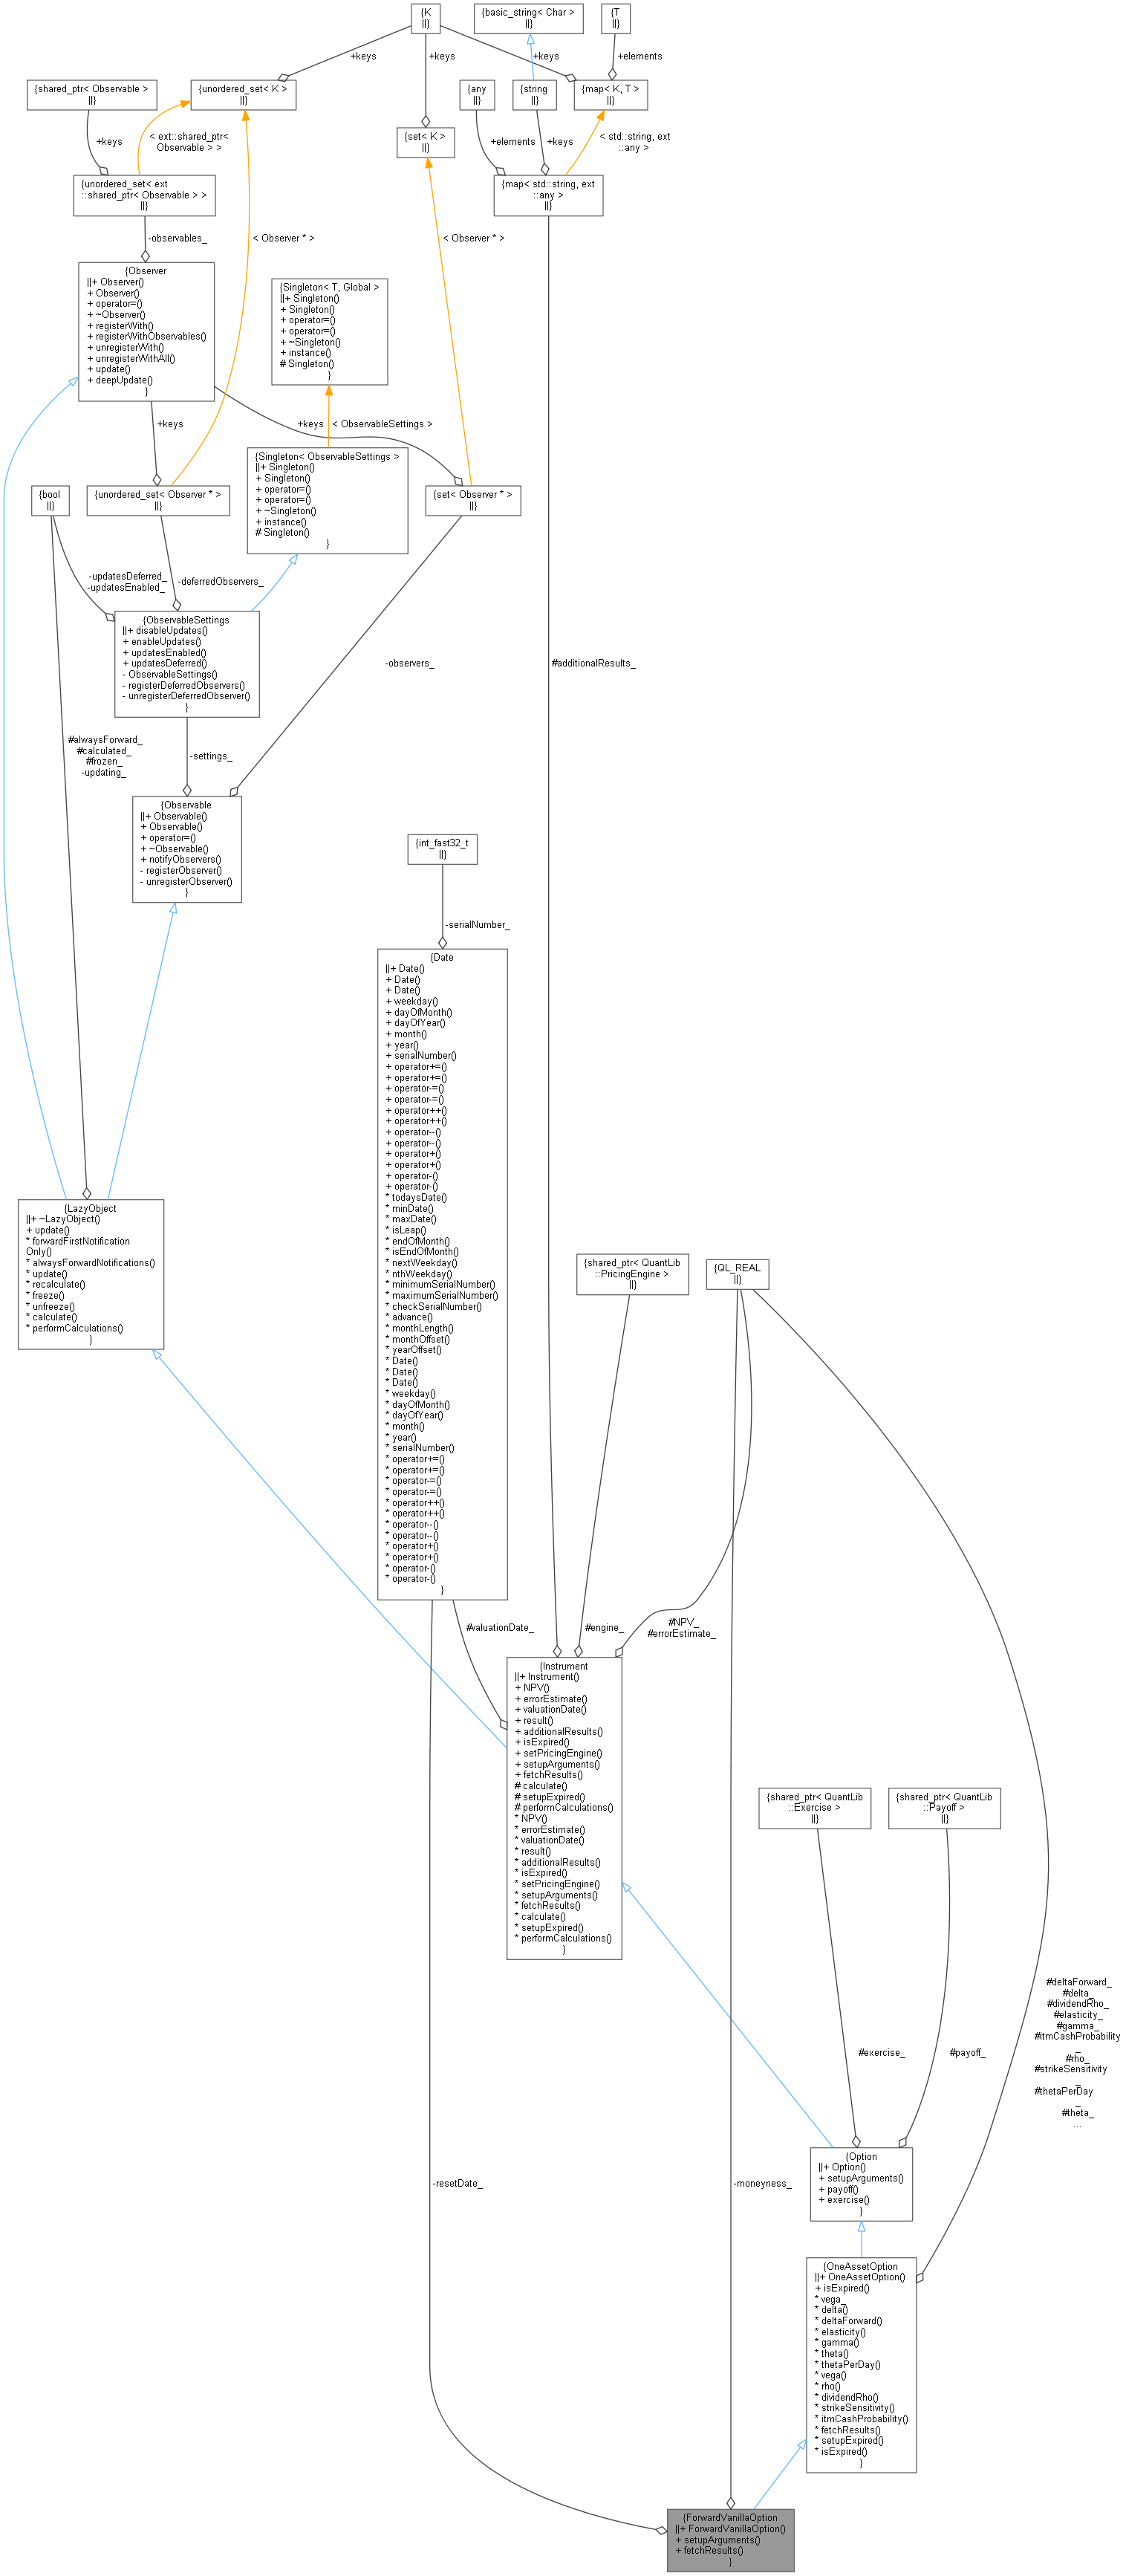 {K
||}
{basic_string< Char >
||}
{T
||}
+keys
+keys
+keys
+elements
{shared_ptr< Observable >
||}
{unordered_set< K >
||}
{any
||}
{string
||}
{map< K, T >
||}
+keys
< ext::shared_ptr<
Observable > >
{set< K >
||}
+elements
+keys
< std::string, ext
::any >
{unordered_set< ext
::shared_ptr< Observable > >
||}
{map< std::string, ext
::any >
||}
-observables_
< Observer * >
< Observer * >
{Observer
||+ Observer()
+ Observer()
+ operator=()
+ ~Observer()
+ registerWith()
+ registerWithObservables()
+ unregisterWith()
+ unregisterWithAll()
+ update()
+ deepUpdate()
}
{Singleton< T, Global >
||+ Singleton()
+ Singleton()
+ operator=()
+ operator=()
+ ~Singleton()
+ instance()
# Singleton()
}
+keys
+keys
< ObservableSettings >
{bool
||}
{unordered_set< Observer * >
||}
{Singleton< ObservableSettings >
||+ Singleton()
+ Singleton()
+ operator=()
+ operator=()
+ ~Singleton()
+ instance()
# Singleton()
}
{set< Observer * >
||}
-updatesDeferred_
-updatesEnabled_
-deferredObservers_
{ObservableSettings
||+ disableUpdates()
+ enableUpdates()
+ updatesEnabled()
+ updatesDeferred()
- ObservableSettings()
- registerDeferredObservers()
- unregisterDeferredObserver()
}
-observers_
#additionalResults_
#alwaysForward_
#calculated_
#frozen_
-updating_
-settings_
{Observable
||+ Observable()
+ Observable()
+ operator=()
+ ~Observable()
+ notifyObservers()
- registerObserver()
- unregisterObserver()
}
{int_fast32_t
||}
-serialNumber_
{Date
||+ Date()
+ Date()
+ Date()
+ weekday()
+ dayOfMonth()
+ dayOfYear()
+ month()
+ year()
+ serialNumber()
+ operator+=()
+ operator+=()
+ operator-=()
+ operator-=()
+ operator++()
+ operator++()
+ operator--()
+ operator--()
+ operator+()
+ operator+()
+ operator-()
+ operator-()
* todaysDate()
* minDate()
* maxDate()
* isLeap()
* endOfMonth()
* isEndOfMonth()
* nextWeekday()
* nthWeekday()
* minimumSerialNumber()
* maximumSerialNumber()
* checkSerialNumber()
* advance()
* monthLength()
* monthOffset()
* yearOffset()
* Date()
* Date()
* Date()
* weekday()
* dayOfMonth()
* dayOfYear()
* month()
* year()
* serialNumber()
* operator+=()
* operator+=()
* operator-=()
* operator-=()
* operator++()
* operator++()
* operator--()
* operator--()
* operator+()
* operator+()
* operator-()
* operator-()
}
{LazyObject
||+ ~LazyObject()
+ update()
* forwardFirstNotification
Only()
* alwaysForwardNotifications()
* update()
* recalculate()
* freeze()
* unfreeze()
* calculate()
* performCalculations()
}
{shared_ptr< QuantLib
::PricingEngine >
||}
{QL_REAL
||}
#valuationDate_
#engine_
#NPV_
#errorEstimate_
{Instrument
||+ Instrument()
+ NPV()
+ errorEstimate()
+ valuationDate()
+ result()
+ additionalResults()
+ isExpired()
+ setPricingEngine()
+ setupArguments()
+ fetchResults()
# calculate()
# setupExpired()
# performCalculations()
* NPV()
* errorEstimate()
* valuationDate()
* result()
* additionalResults()
* isExpired()
* setPricingEngine()
* setupArguments()
* fetchResults()
* calculate()
* setupExpired()
* performCalculations()
}
{shared_ptr< QuantLib
::Exercise >
||}
{shared_ptr< QuantLib
::Payoff >
||}
#exercise_
#payoff_
#deltaForward_
#delta_
#dividendRho_
#elasticity_
#gamma_
#itmCashProbability
_
#rho_
#strikeSensitivity
_
#thetaPerDay
_
#theta_
...
{Option
||+ Option()
+ setupArguments()
+ payoff()
+ exercise()
}
-resetDate_
-moneyness_
{OneAssetOption
||+ OneAssetOption()
+ isExpired()
* vega_
* delta()
* deltaForward()
* elasticity()
* gamma()
* theta()
* thetaPerDay()
* vega()
* rho()
* dividendRho()
* strikeSensitivity()
* itmCashProbability()
* fetchResults()
* setupExpired()
* isExpired()
}
{ForwardVanillaOption
||+ ForwardVanillaOption()
+ setupArguments()
+ fetchResults()
}